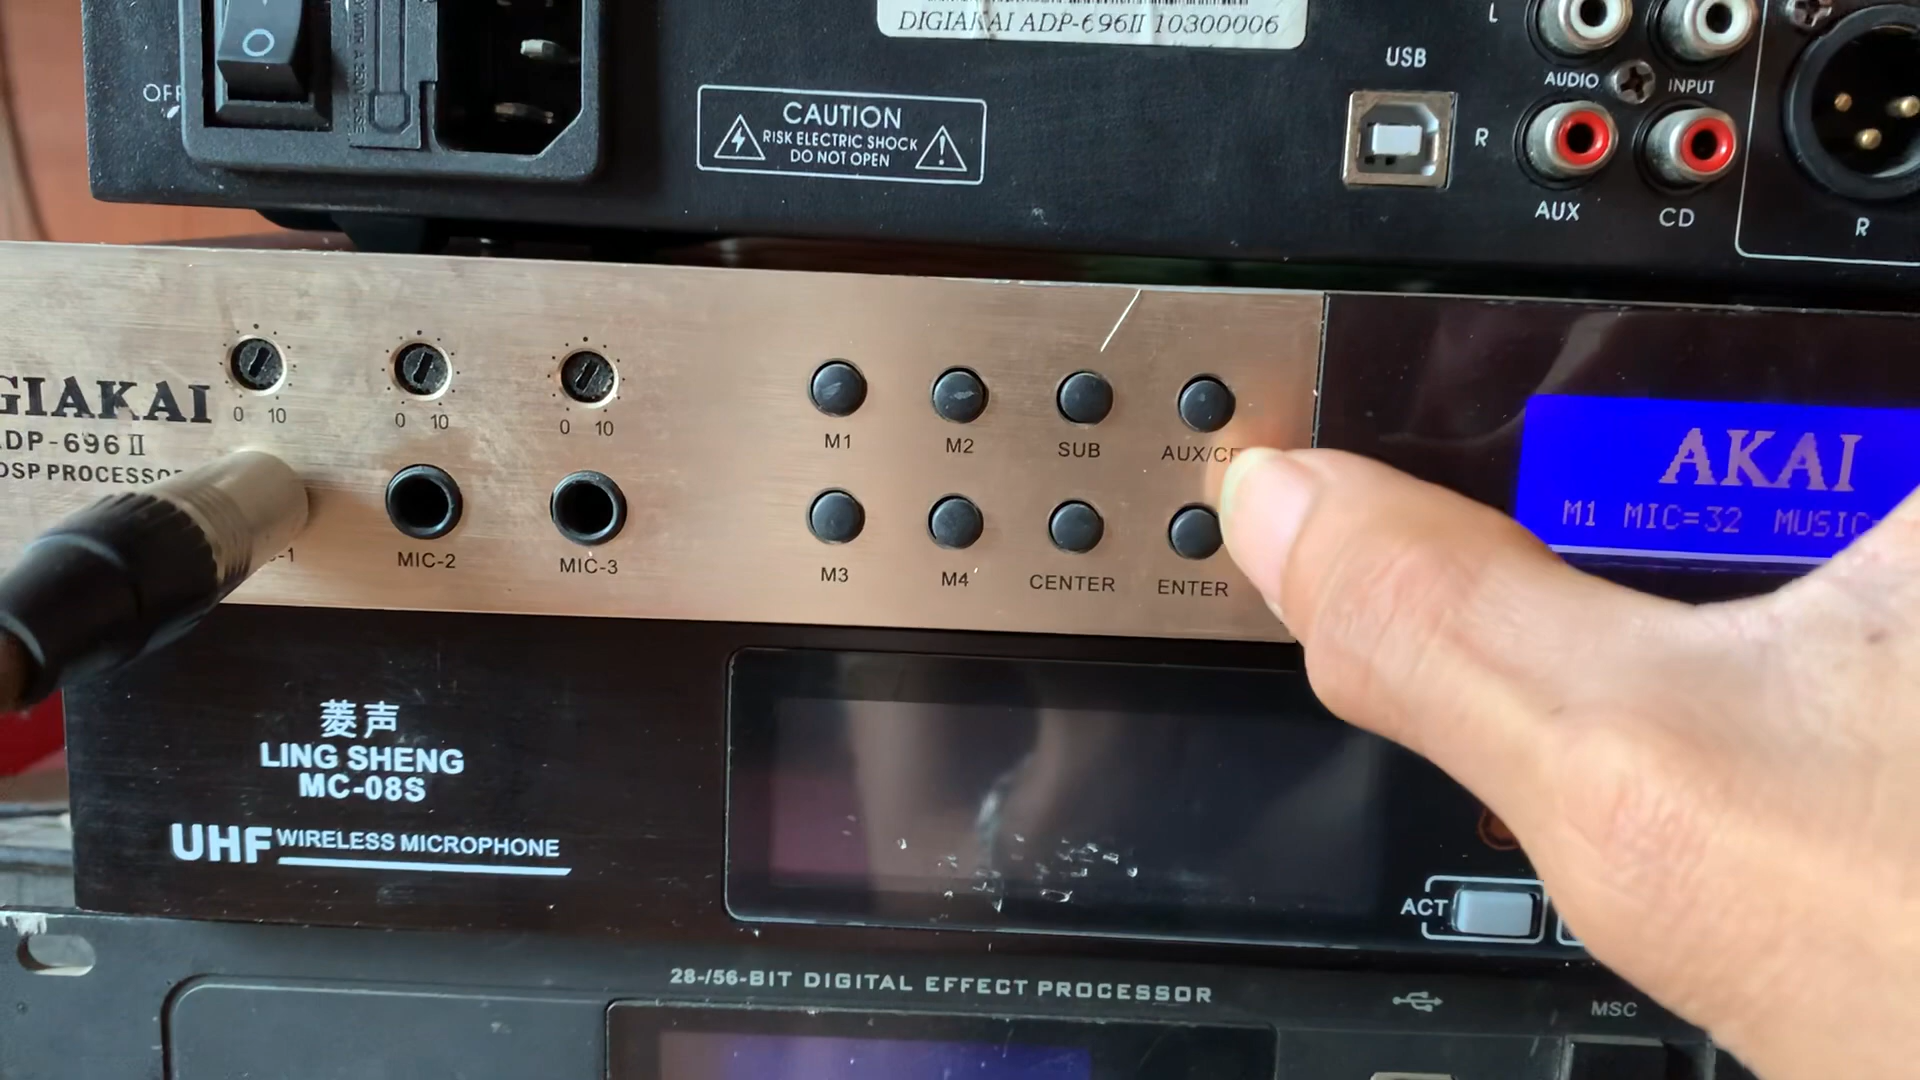 DIGIAKAI ADP-696II 10300006
OFF
O
CAUTION
RISK ELECTRIC SHOCK
DO NOT OPEN
USB
L
AUDIO INPUT
R
AUX
CD
R
GIAKAI
ADP-696 II
DSP PROCESSOR
0 10
0 10
0 10
-1
MIC-2
MIC-3
M1
M2
SUB
AUX/C
M3
M4
CENTER
ENTER
AKAI
M1 MIC=32 MUSIC=
菱声
LING SHENG
MC-08S
UHF WIRELESS MICROPHONE
ACT
28-/56-BIT DIGITAL EFFECT PROCESSOR
MSC